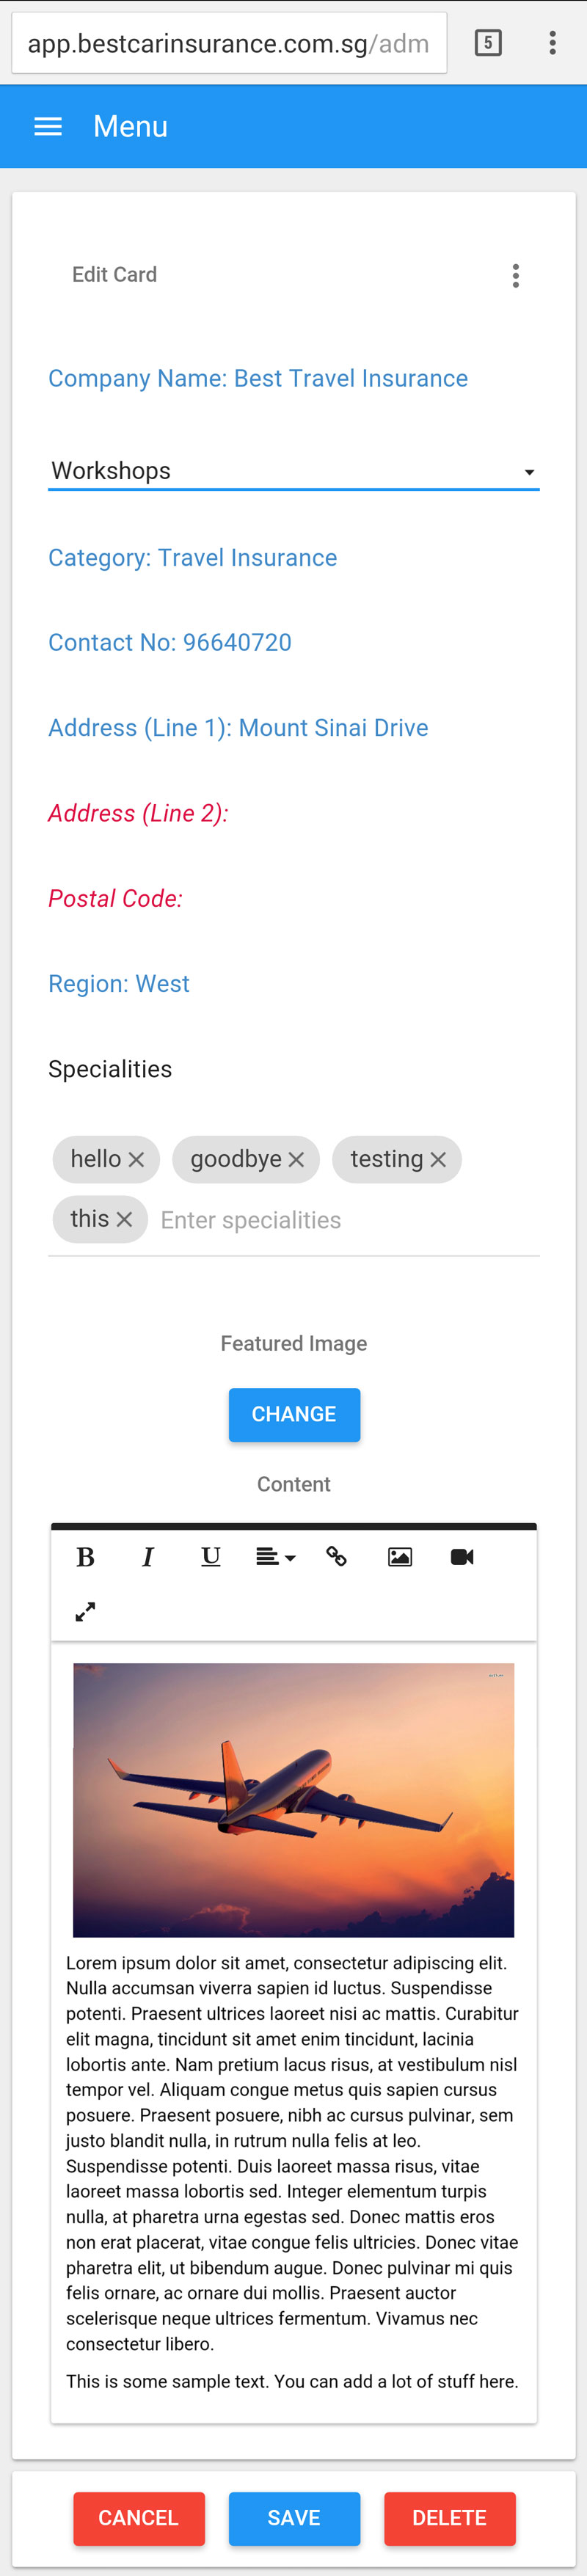 app.bestcarinsurance.com.sg/adm
5
Menu
Edit Card
Company Name: Best Travel Insurance
Workshops
Category: Travel Insurance
Contact No: 96640720
Address (Line 1): Mount Sinai Drive
Address (Line 2):
Postal Code:
Region: West
Specialities
hello goodbye testing
this Enter specialities
Featured Image
CHANGE
Content
B I U
Lorem ipsum dolor sit amet, consectetur adipiscing elit.
Nulla accumsan viverra sapien id luctus. Suspendisse
potenti. Praesent ultrices laoreet nisi ac mattis. Curabitur
elit magna, tincidunt sit amet enim tincidunt, lacinia
lobortis ante. Nam pretium lacus risus, at vestibulum nisl
tempor vel. Aliquam congue metus quis sapien cursus
posuere. Praesent posuere, nibh ac cursus pulvinar, sem
justo blandit nulla, in rutrum nulla felis at leo.
Suspendisse potenti. Duis laoreet massa risus, vitae
laoreet massa lobortis sed. Integer elementum turpis
nulla, at pharetra urna egestas sed. Donec mattis eros
non erat placerat, vitae congue felis ultricies. Donec vitae
pharetra elit, ut bibendum augue. Donec pulvinar mi quis
felis ornare, ac ornare dui mollis. Praesent auctor
scelerisque neque ultrices fermentum. Vivamus nec
consectetur libero.
This is some sample text. You can add a lot of stuff here.
CANCEL SAVE DELETE